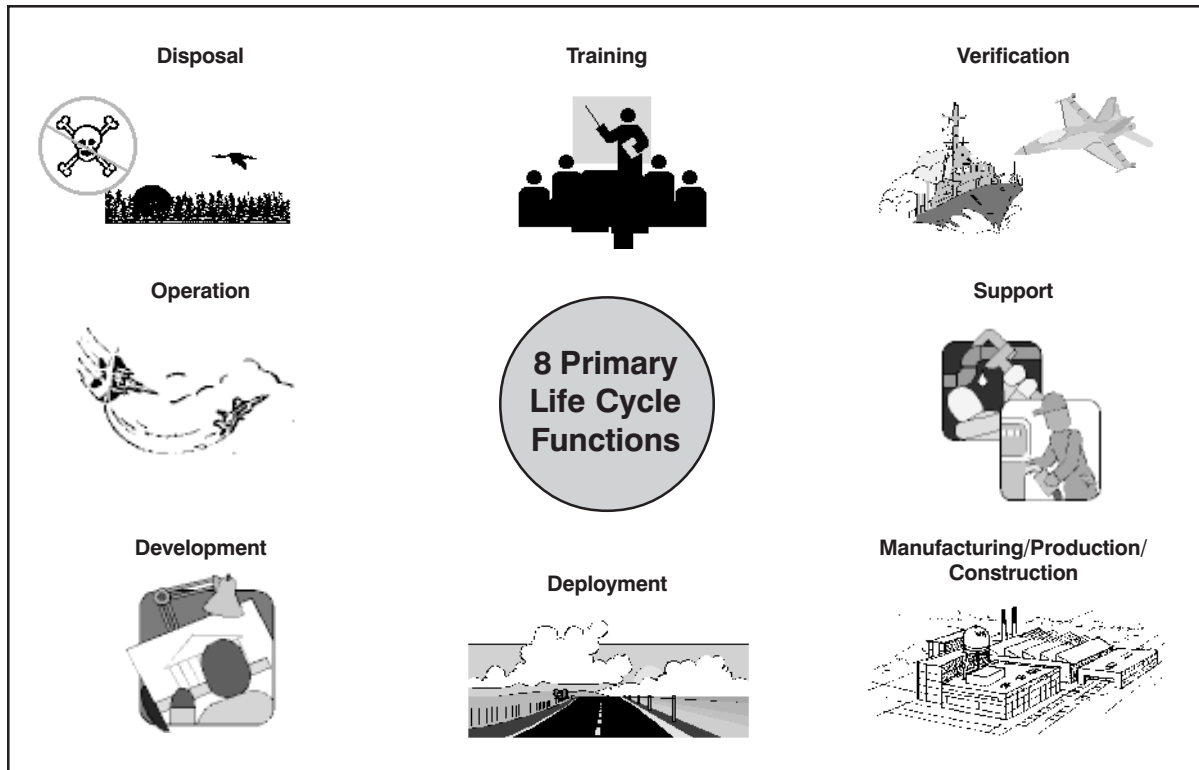 Disposal
Training
Verification
Operation
Support
8 Primary
Life Cycle
Functions
Development
Deployment
Manufacturing/Production/
Construction